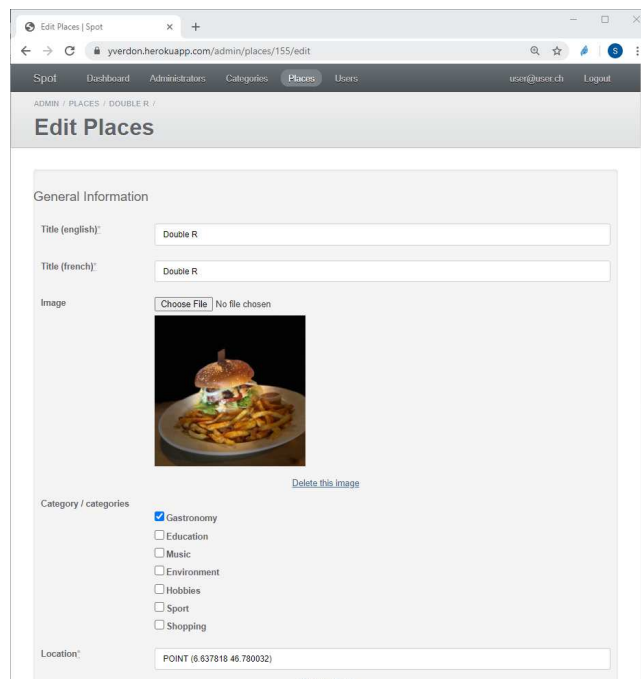 Edit Places | Spot
yverdon.herokuapp.com/admin/places/155/edit
S
Spot Dashboard Administrators Categories Places Users user@user.ch Logout
ADMIN / PLACES / DOUBLE R /
Edit Places
General Information
Title (english)* Double R
Title (french)* Double R
Image Choose File No file chosen
Delete this image
Category / categories
Gastronomy
Education
Music
Environment
Hobbies
Sport
Shopping
Location* POINT (6.637818 46.780032)